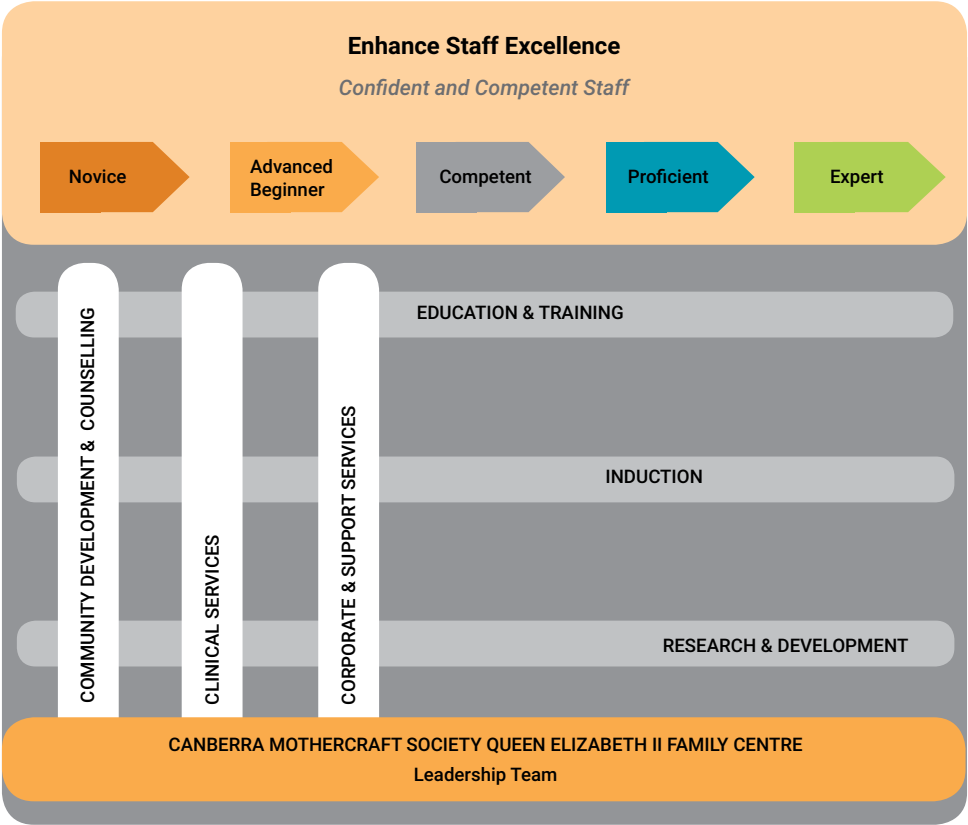 Enhance Staff Excellence
Confident and Competent Staff
Novice
Advanced
Beginner
Competent
Proficient
Expert
EDUCATION & TRAINING
INDUCTION
RESEARCH & DEVELOPMENT
COMMUNITY DEVELOPMENT & COUNSELLING
CLINICAL SERVICES
CORPORATE & SUPPORT SERVICES
CANBERRA MOTHERCRAFT SOCIETY QUEEN ELIZABETH II FAMILY CENTRE
Leadership Team